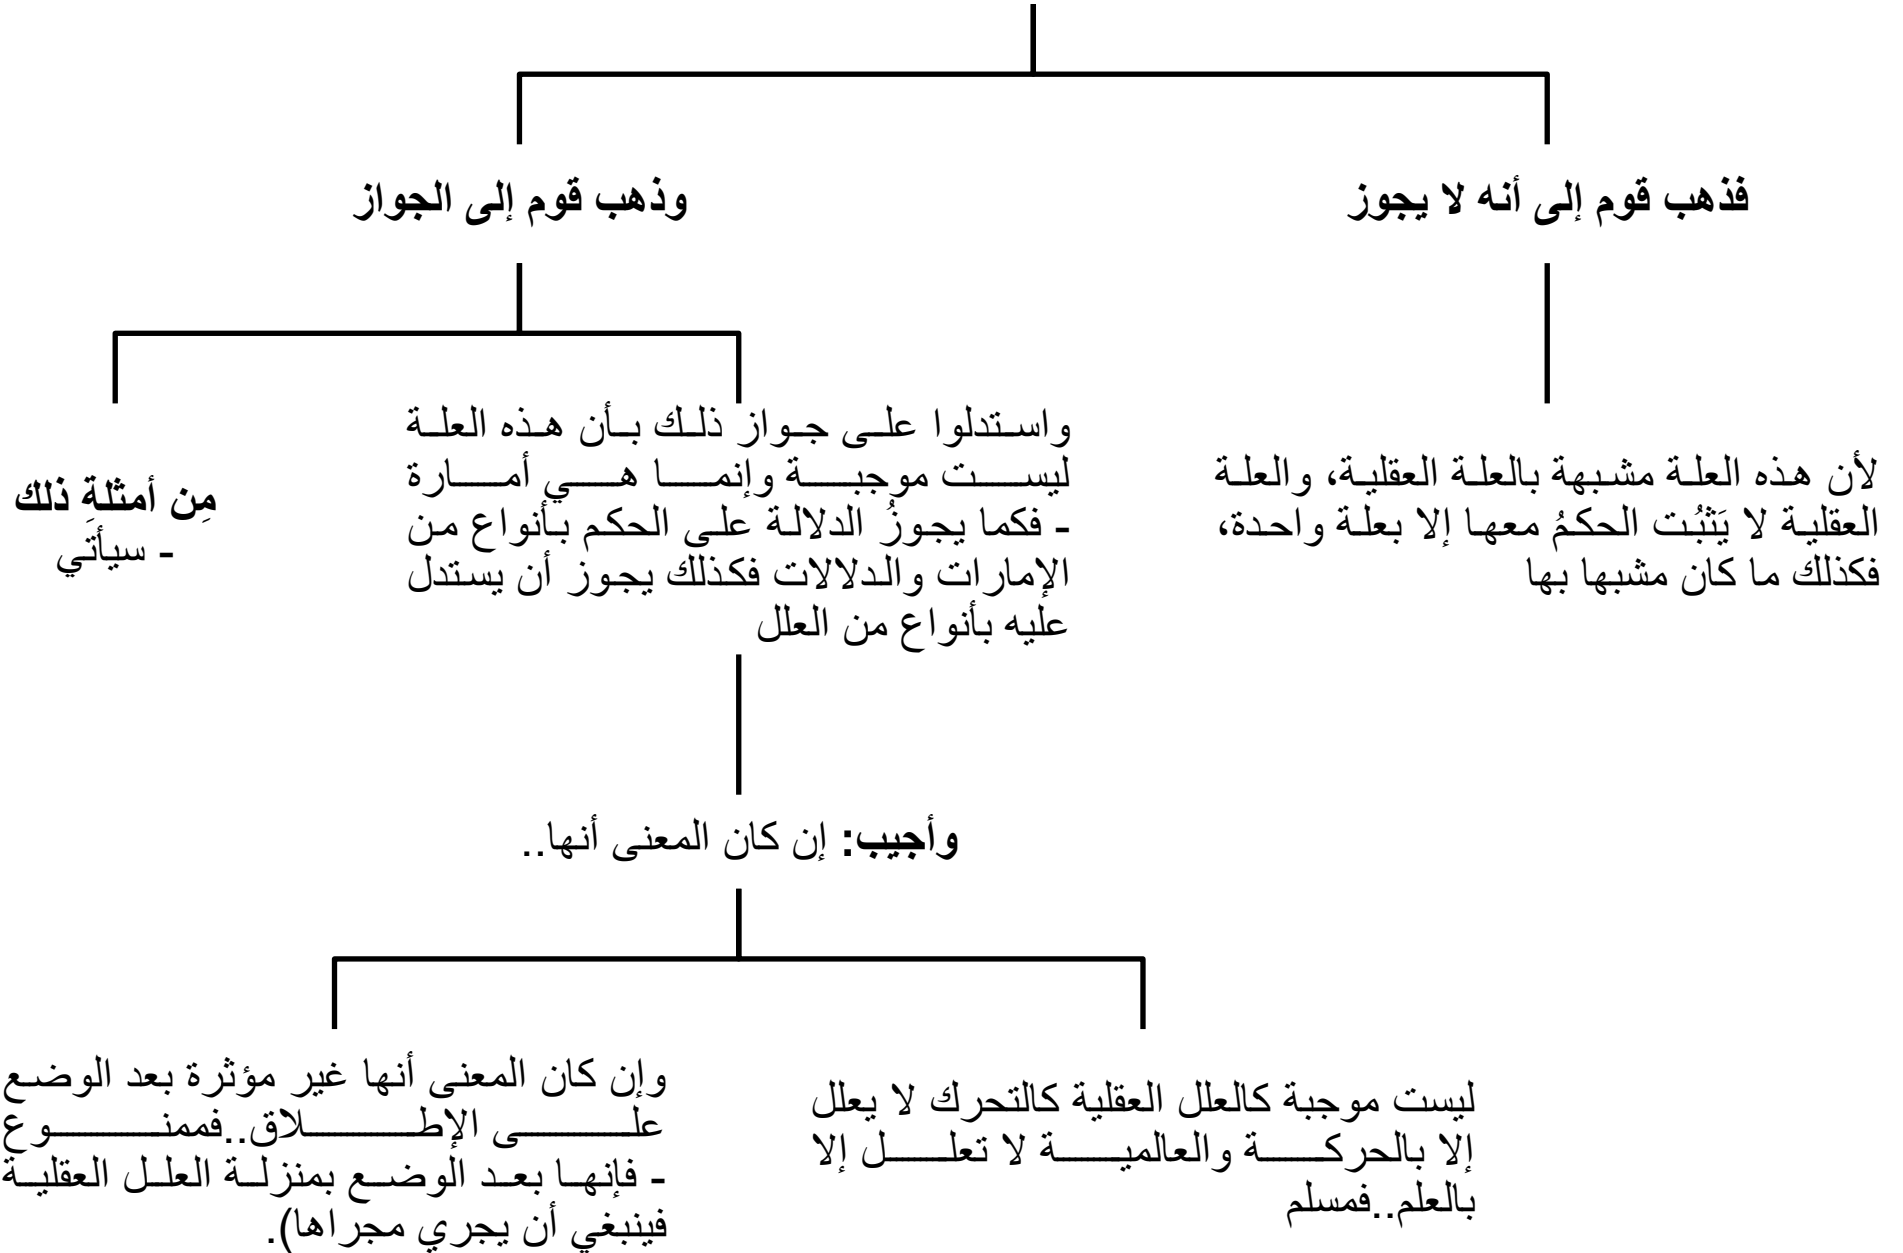 فذهب قوم إلى أنه لا يجوز
وذهب قوم إلى الجواز
لأن هذه العلة مشبهة بالعلة العقلية، والعلة
العقلية لا يَثبُت الحكمُ معها إلا بعلة واحدة،
فكذلك ما كان مشبها بها
واستدلوا على جواز ذلك بأن هذه العلة
ليست موجبة وإنما هي أمارة
- فكما يجوزُ الدلالة على الحكم بأنواع من
الإمارات والدلالات فكذلك يجوز أن يستدل
عليه بأنواع من العلل
مِن أمثلةِ ذلك
- سيأتي
وأجيب: إن كان المعنى أنها..
ليست موجبة كالعلل العقلية كالتحرك لا يعلل
إلا بالحركة والعالمية لا تعلل إلا
بالعلم..فمسلم
وإن كان المعنى أنها غير مؤثرة بعد الوضع
على الإطلاق..فممنوع
- فإنها بعد الوضع بمنزلة العلل العقلية
فينبغي أن يجري مجراها).